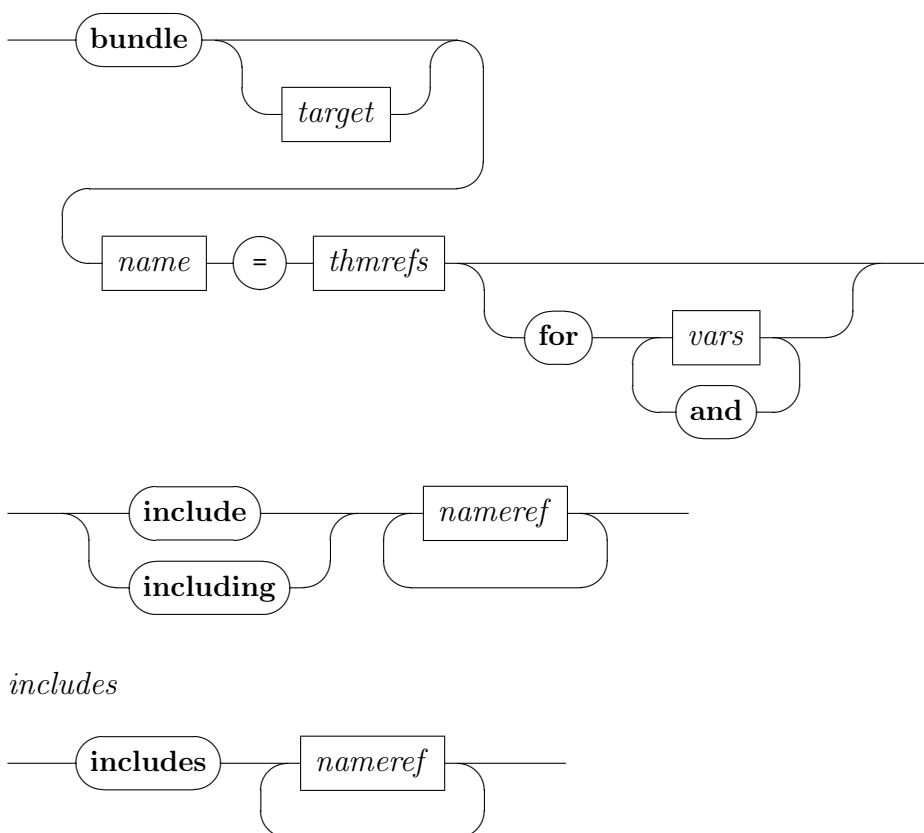 bundle
target
name = thmrefs
for vars
and
include nameref
including
includes
includes nameref